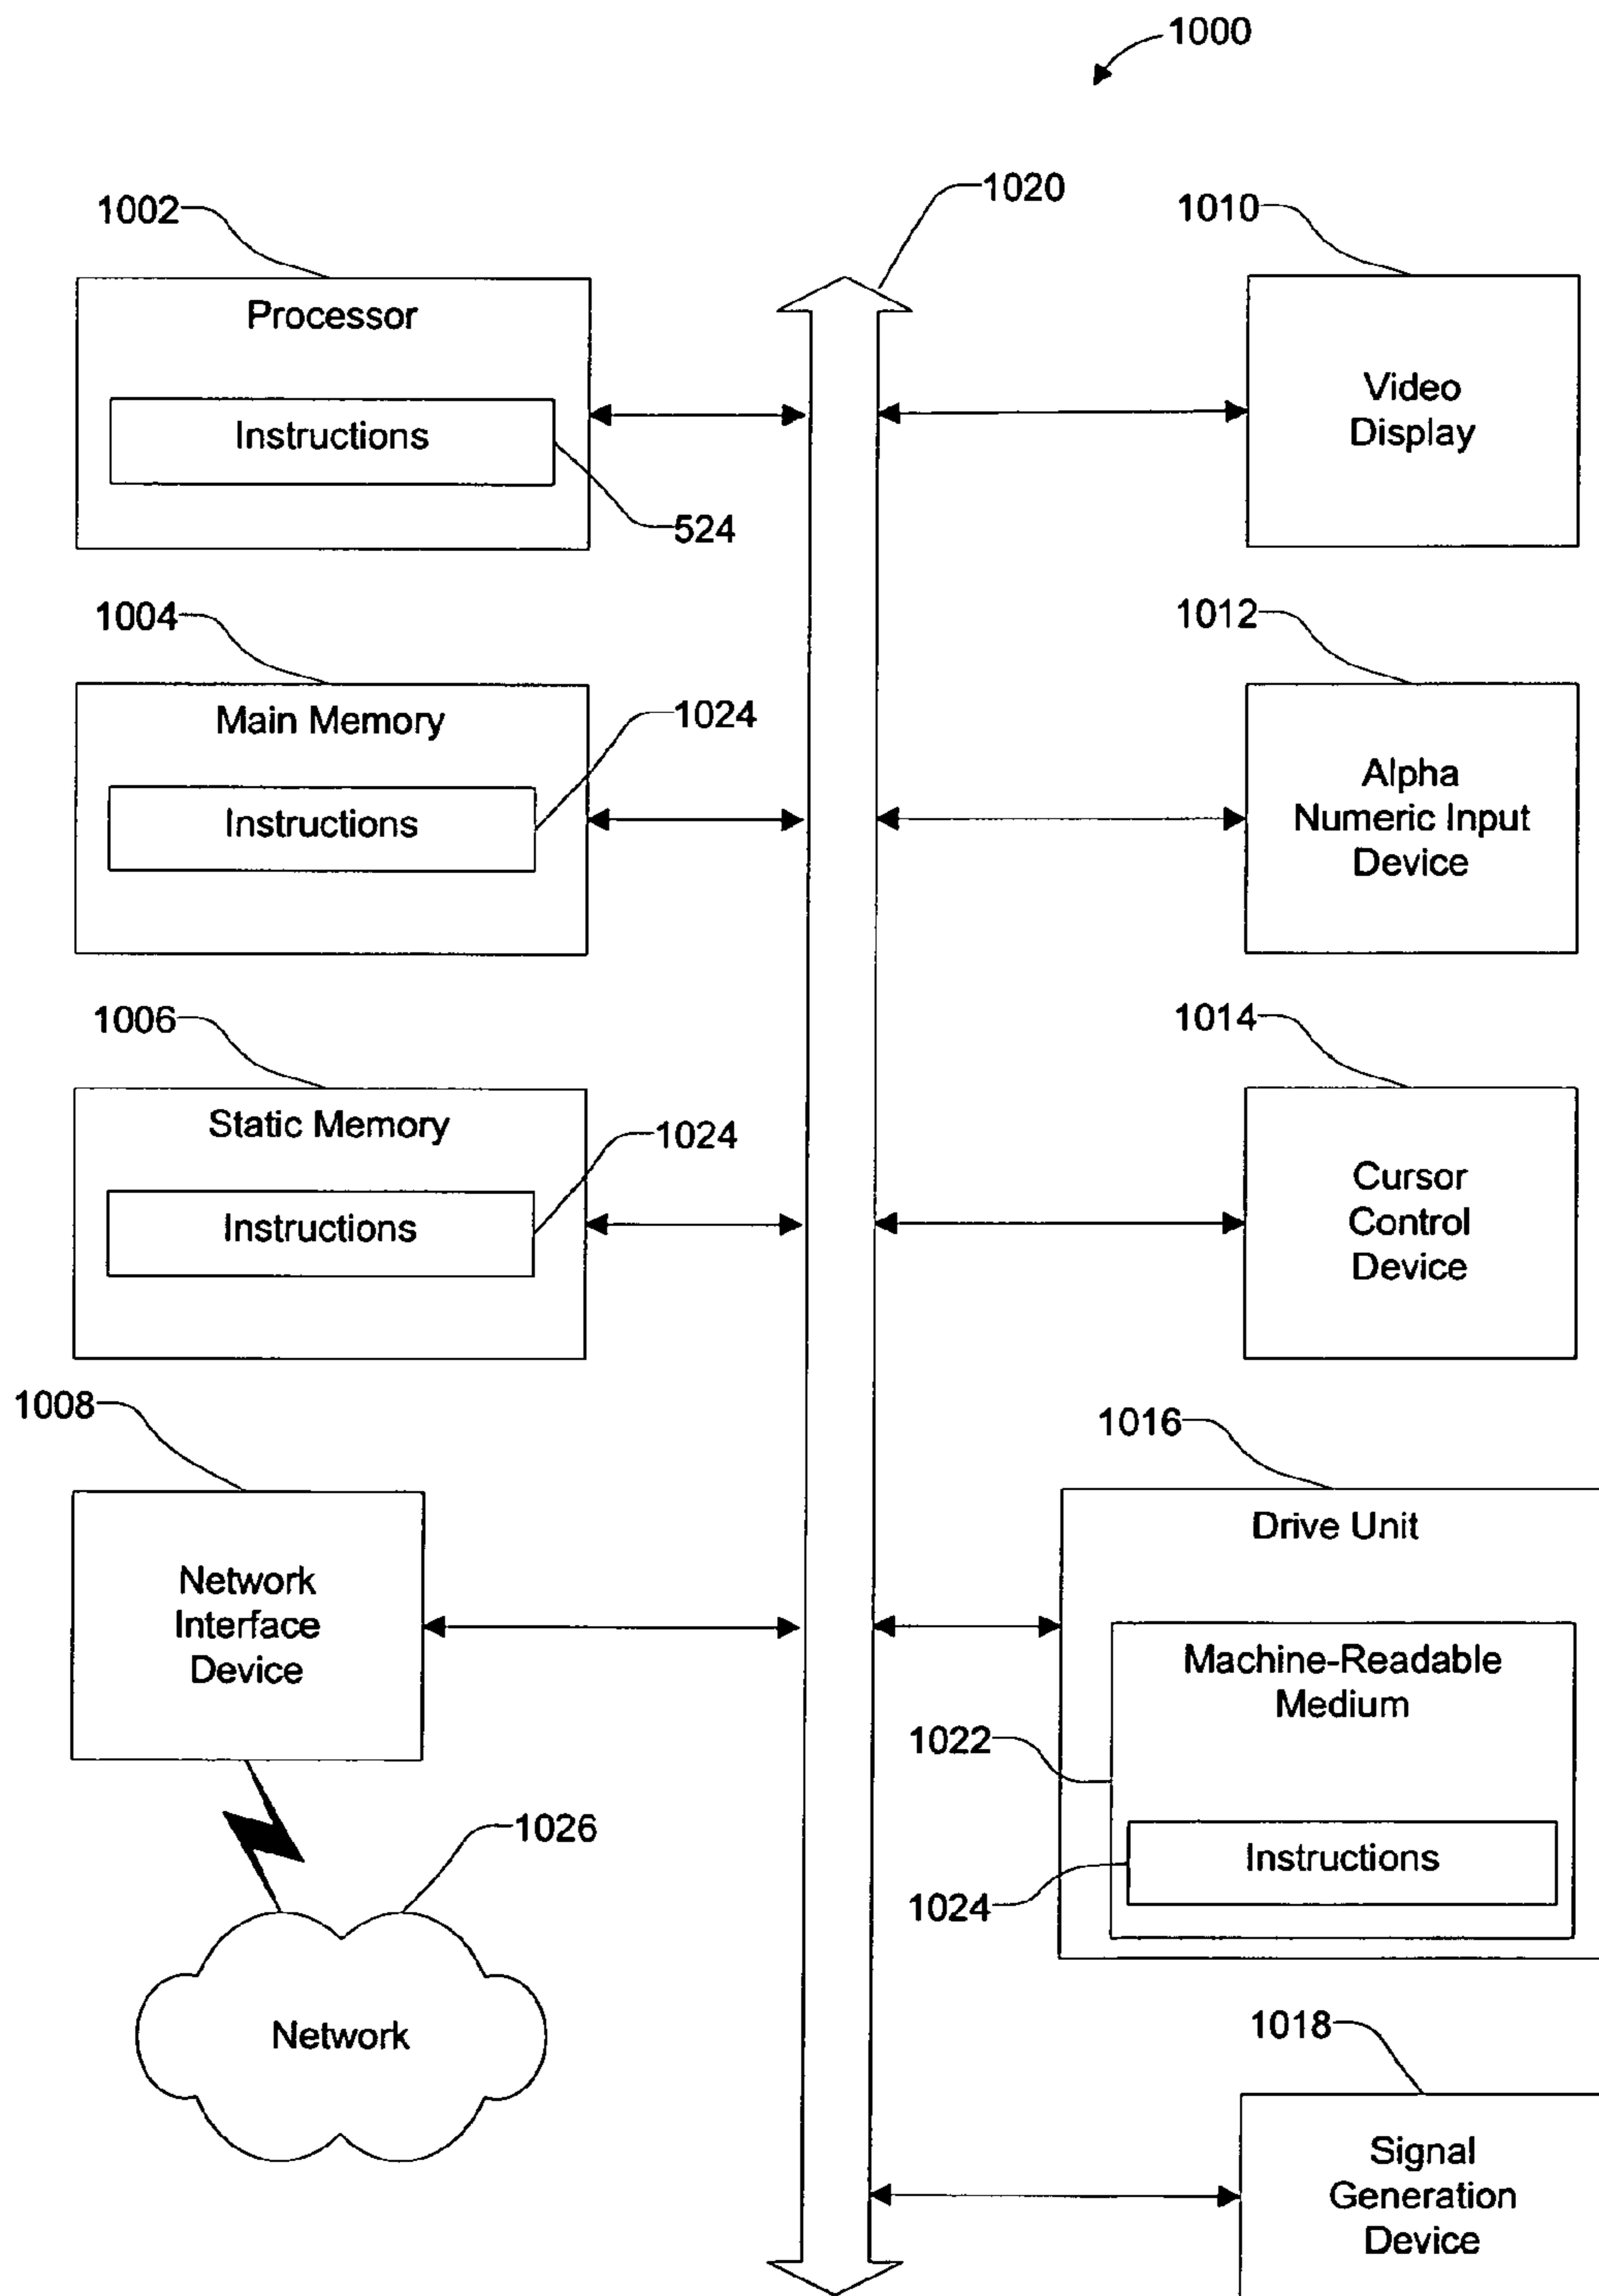 1000
1020
1002
1010
Processor
Instructions
524
Video
Display
1004
1012
Main Memory
1024
Instructions
Alpha
Numeric Input
Device
1006
1014
Static Memory
1024
Instructions
Cursor
Control
Device
1008
1016
Network
Interface
Device
Drive Unit
Machine-Readable
Medium
1022
Instructions
1024
1026
Network
1018
Signal
Generation
Device